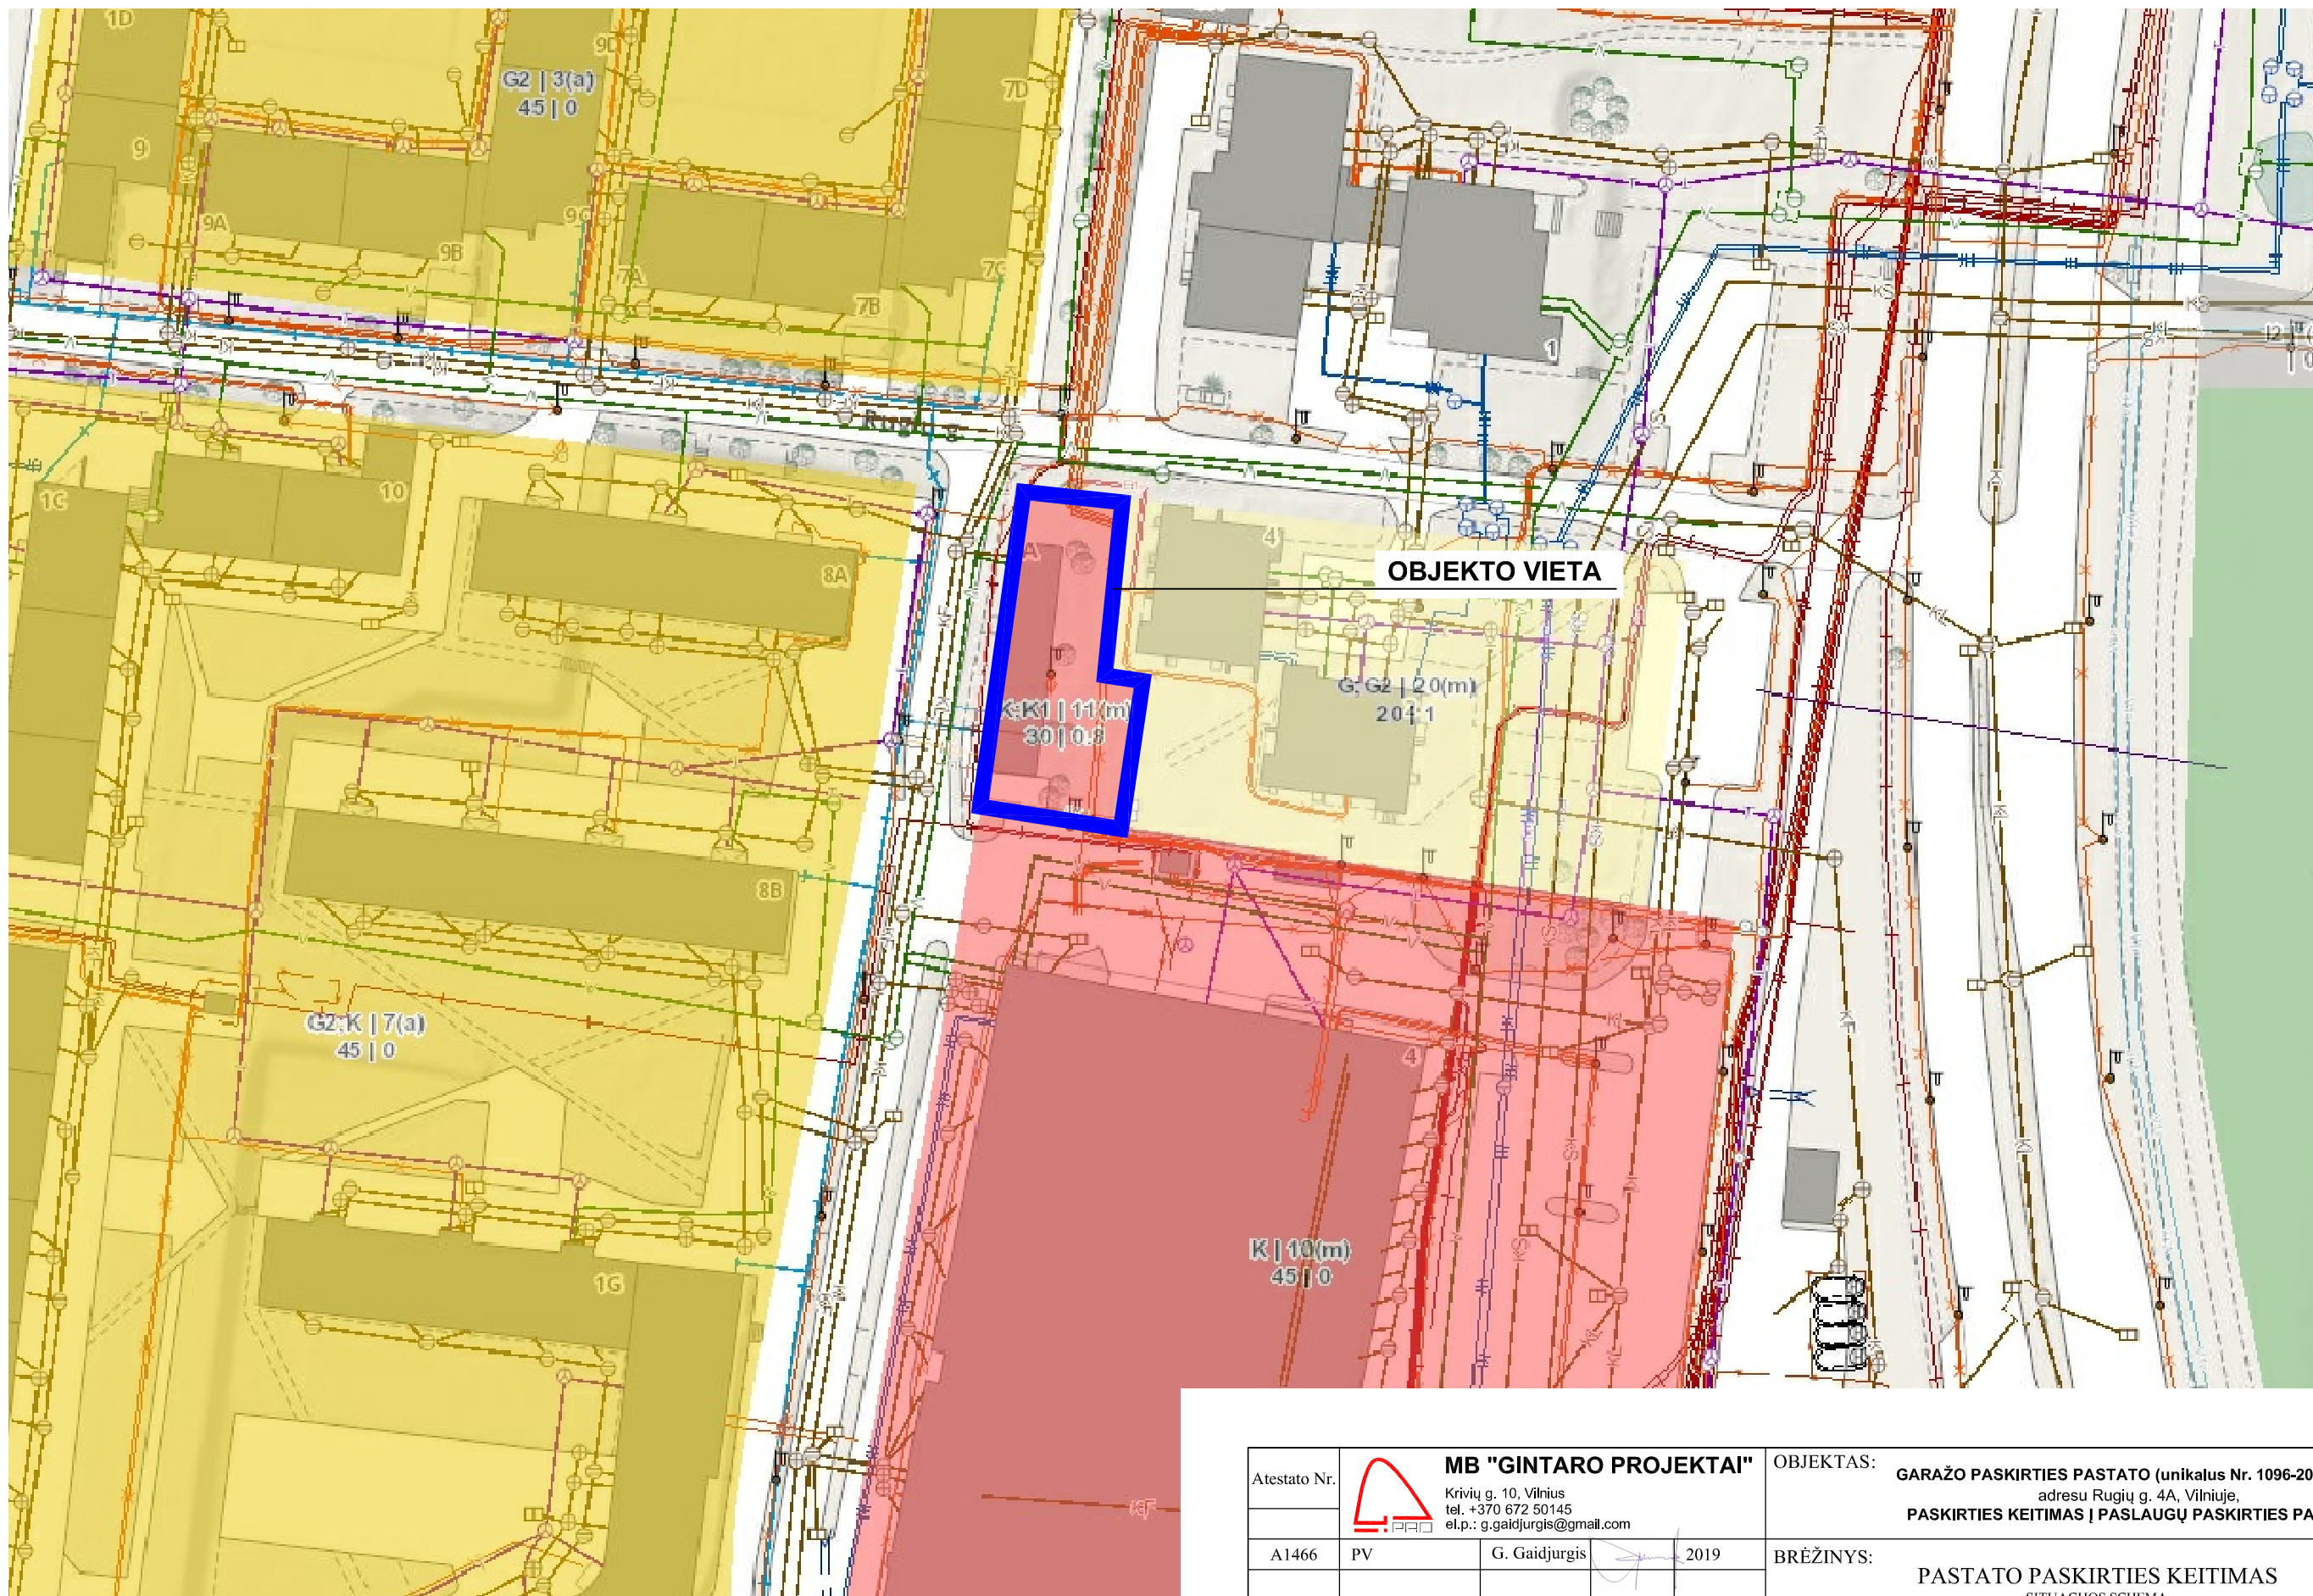 1D
9D
G2 | 3(a)
45 | 0
7D
9
9A
9B
9C
7A
7B
7C
1
KS
KS
Rugių g.
1C
10
8A
4
OBJEKTO VIETA
A
G; G2 | 20(m)
20 | 1
K;K1 | 11(m)
30 | 0.8
8B
G2;K | 7(a)
45 | 0
4
K | 10(m)
45 | 0
1G
Atestato Nr.
MB "GINTARO PROJEKTAI"
Krivių g. 10, Vilnius
tel. +370 672 50145
el.p.: g.gaidjurgis@gmail.com
OBJEKTAS:
GARAŽO PASKIRTIES PASTATO (unikalus Nr. 1096-20
adresu Rugių g. 4A, Vilniuje,
PASKIRTIES KEITIMAS Į PASLAUGŲ PASKIRTIES PA
A1466 PV G. Gaidjurgis 2019
BRĖŽINYS:
PASTATO PASKIRTIES KEITIMAS
SITUACIJOS SCHEMA